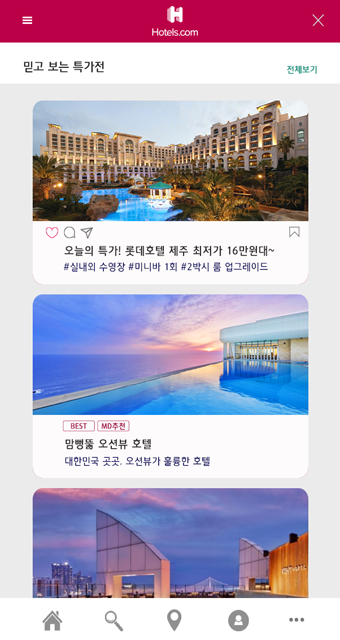 Hotels.com
믿고 보는 특가전
전체보기
오늘의 특가! 롯데호텔 제주 최저가 16만원대~
#실내외 수영장 #미니바 1회 #2박시 룸 업그레이드
BEST MD추천
맘뻥뚫 오션뷰 호텔
대한민국 곳곳. 오션뷰가 훌륭한 호텔